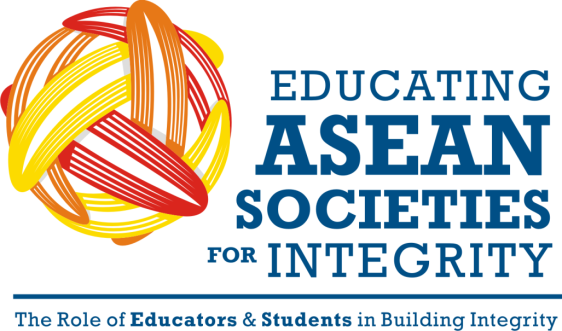 EDUCATING
ASEAN
SOCIETIES
FOR INTEGRITY
The Role of Educators & Students in Building Integrity